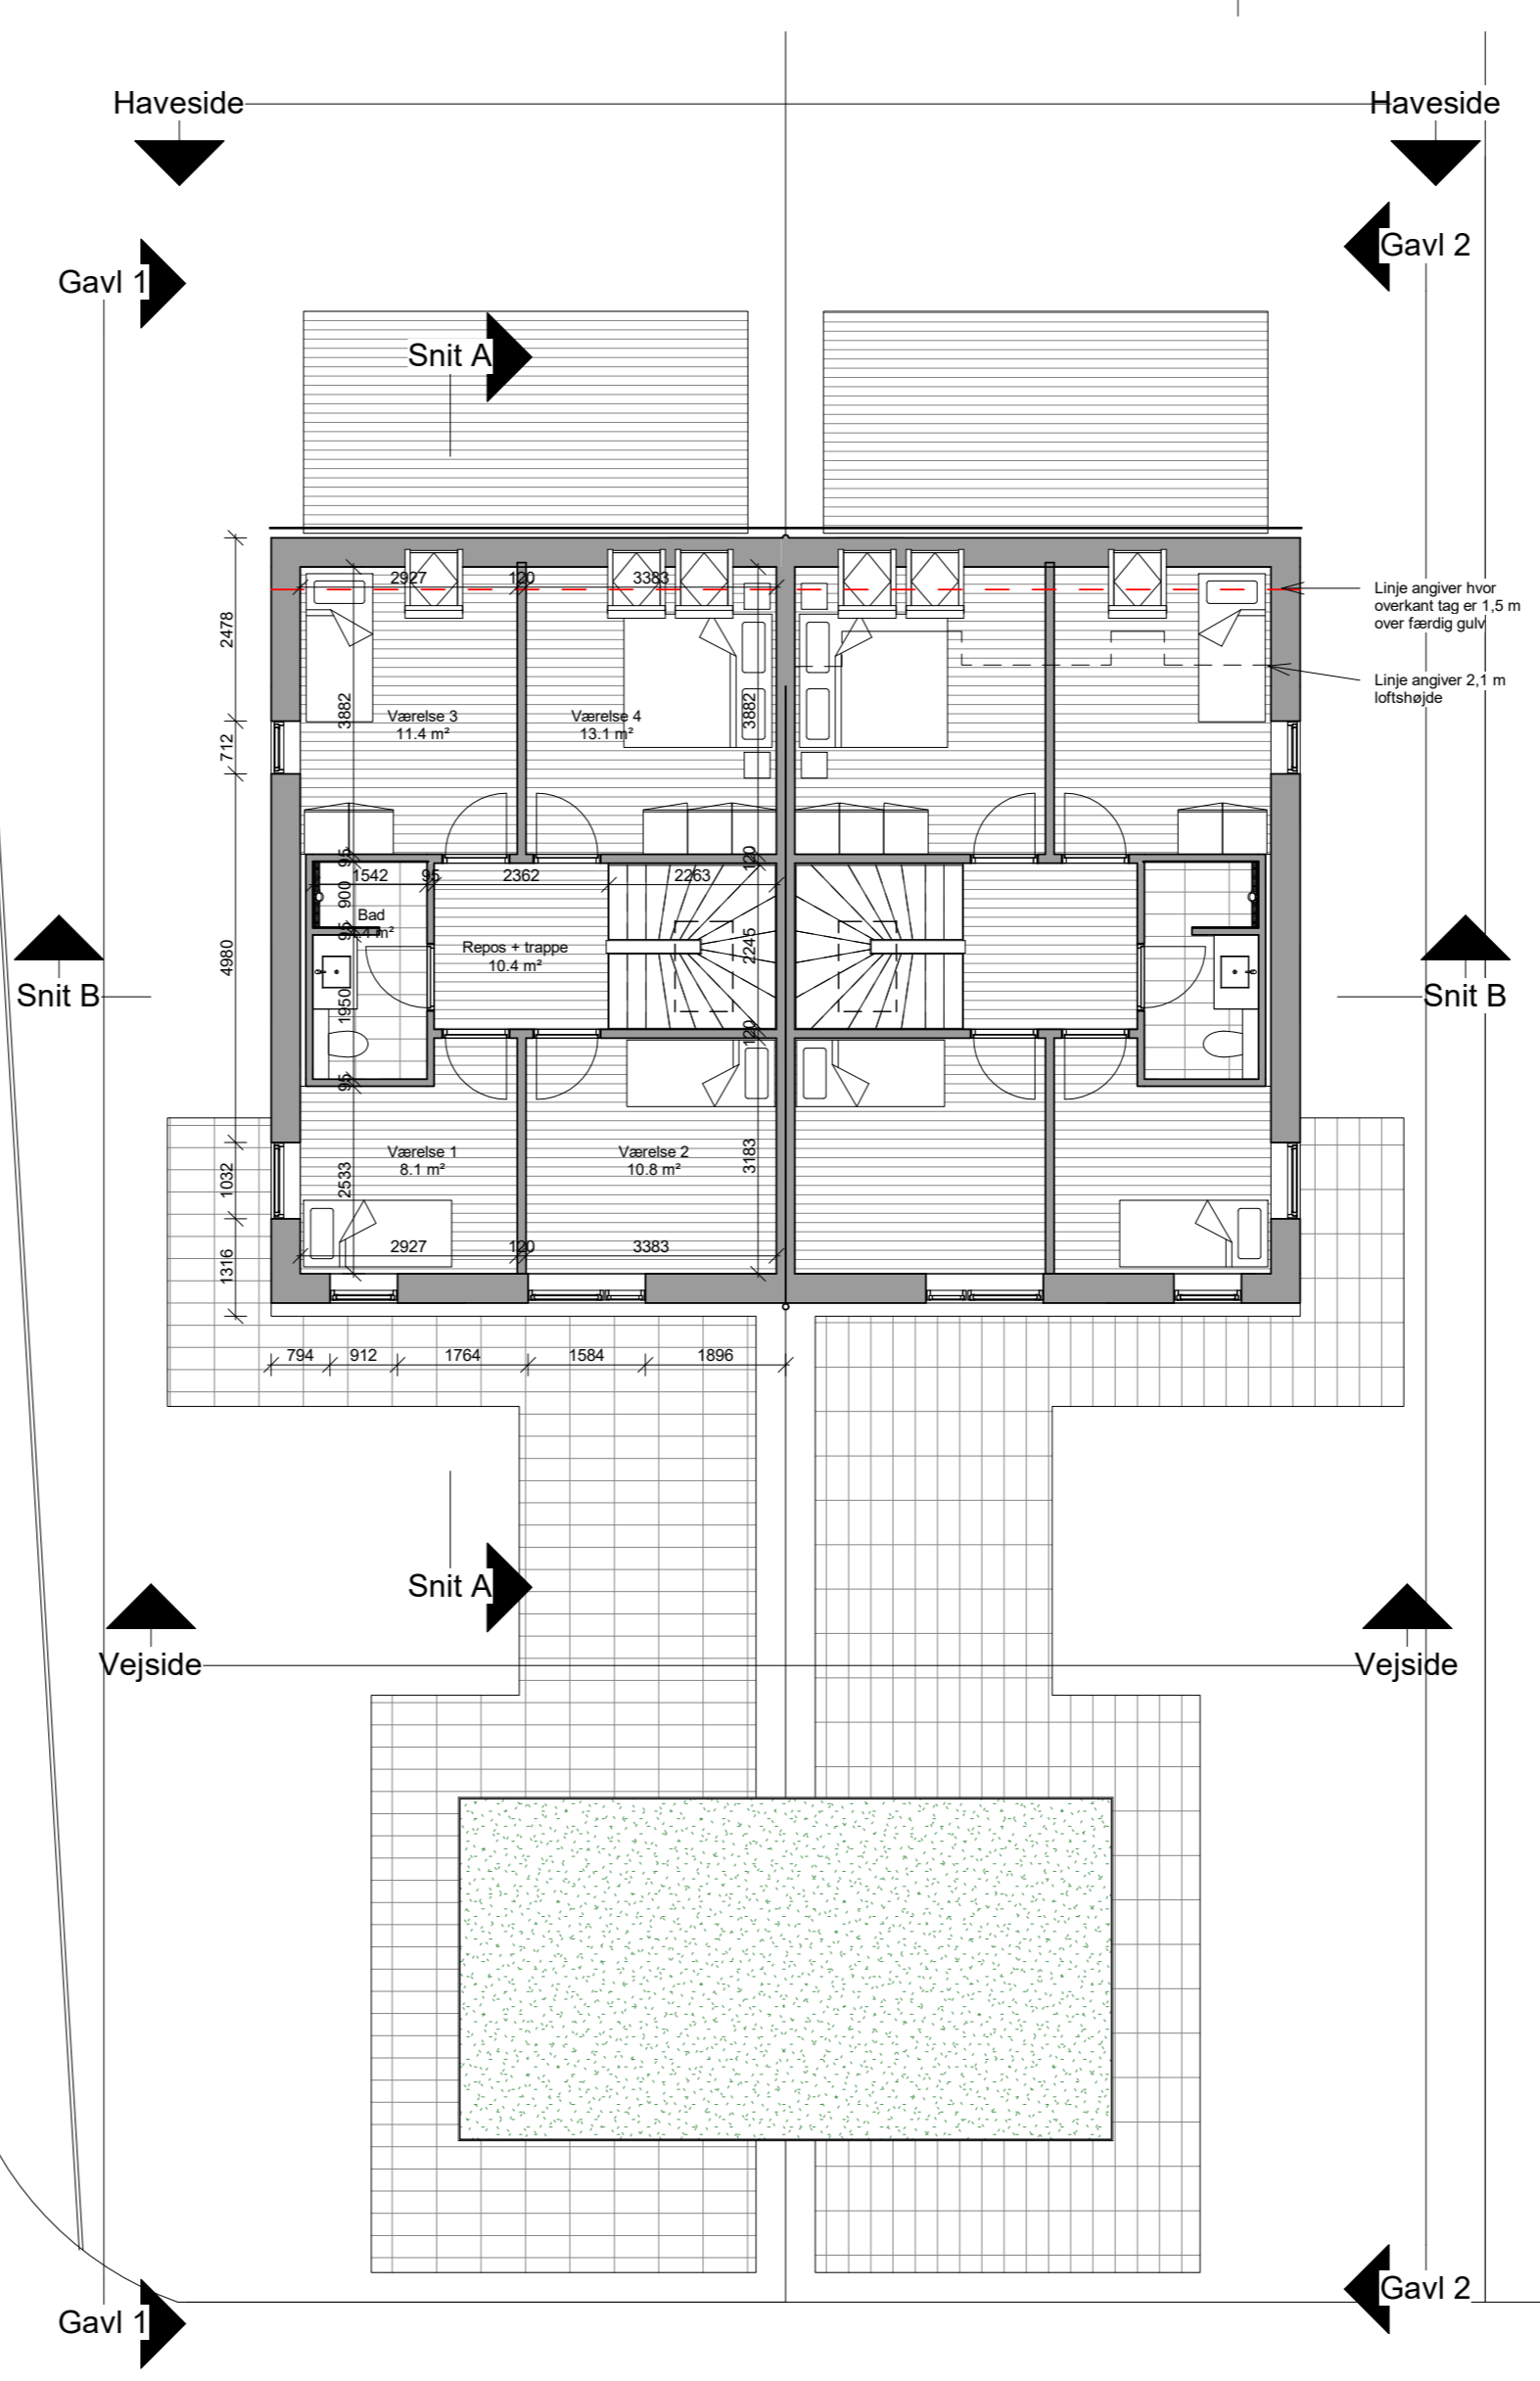 Haveside
Haveside
Gavl 2
Gavl 1
Snit A
2927
120
3383
Linje angiver hvor
overkant tag er 1,5 m
over færdig gulv
2478
Linje angiver 2,1 m
loftshøjde
3882
Værelse 3
11.4 m²
Værelse 4
13.1 m²
3882
712
95
120
1542
95
2362
2263
900
Bad
m²
95
4980
Repos + trappe
10.4 m²
2245
Snit B
Snit B
1950
120
95
Værelse 1
8.1 m²
Værelse 2
10.8 m²
3183
1032
2533
2927
120
3383
1316
794
912
1764
1584
1896
Snit A
Vejside
Vejside
Gavl 2
Gavl 1